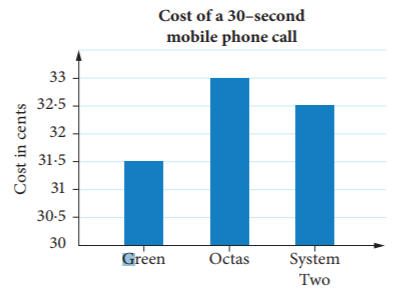 Cost of a 30–second
mobile phone call
Cost in cents
33
32·5
32
31·5
31
30·5
30
Green
Octas
System
Two